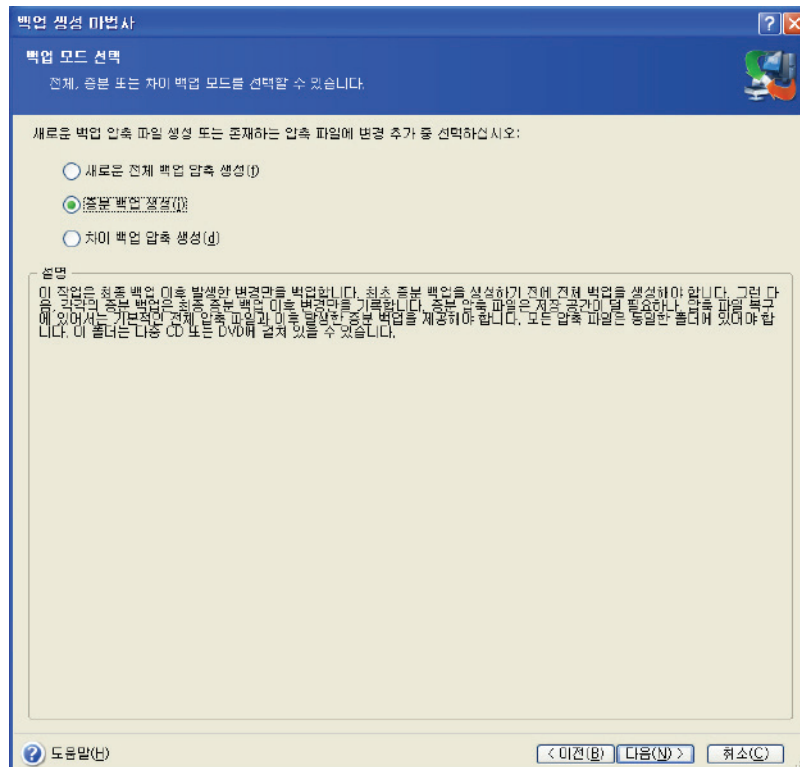 백업 생성 마법사
백업 모드 선택
전체, 증분 또는 차이 백업 모드를 선택할 수 있습니다.
새로운 백업 압축 파일 생성 또는 존재하는 압축 파일에 변경 추가 중 선택하십시오:
새로운 전체 백업 압축 생성(f)
증분 백업 생성(i)
차이 백업 압축 생성(d)
설명
이 작업은 최종 백업 이후 발생한 변경만을 백업합니다. 최초 증분 백업을 생성하기 전에 전체 백업을 생성해야 합니다. 그런 다
음, 각각의 증분 백업은 최종 증분 백업 이후 변경만을 기록합니다. 증분 압축 파일은 저장 공간이 덜 필요하나, 압축 파일 복구
에 있어서는 기본적인 전체 압축 파일과 이후 발생한 증분 백업을 제공해야 합니다. 모든 압축 파일은 동일한 폴더에 있어야 합
니다. 이 폴더는 다중 CD 또는 DVD에 걸쳐 있을 수 있습니다.
도움말(H)
< 이전(B)
다음(N) >
취소(C)